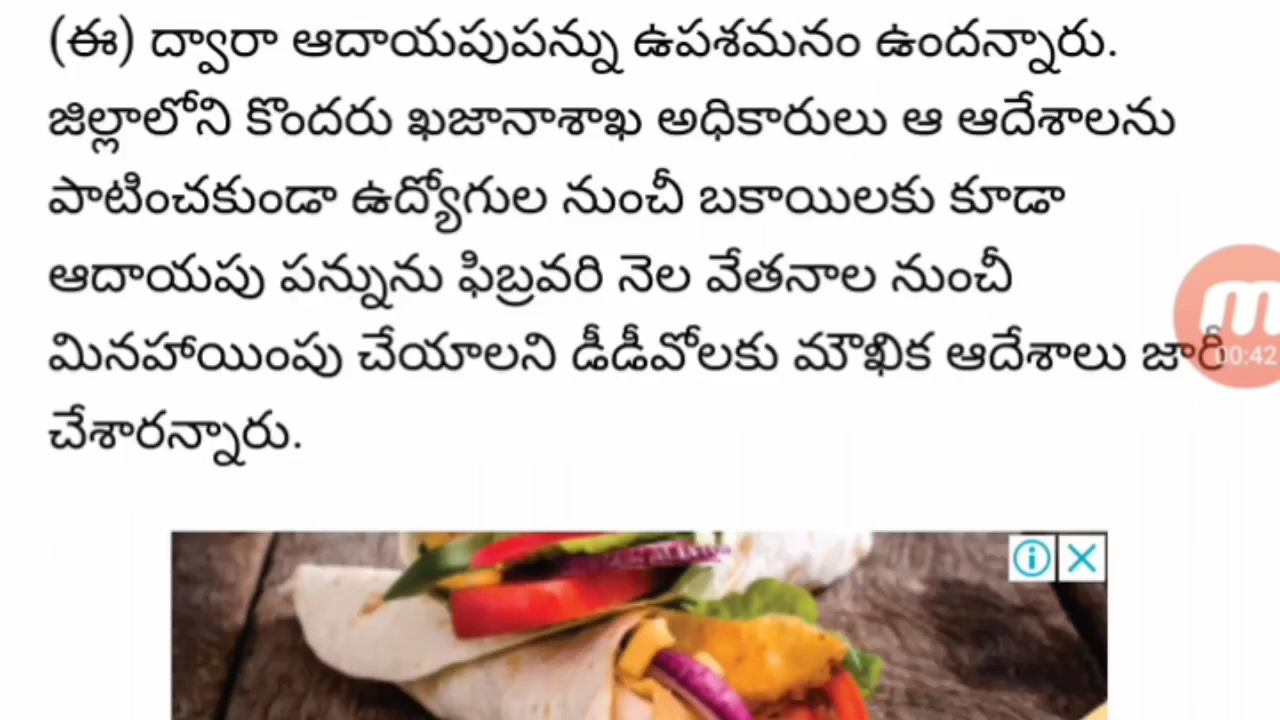 (ఈ) ద్వారా ఆదాయపుపన్ను ఉపశమనం ఉందన్నారు.
జిల్లాలోని కొందరు ఖజానాశాఖ అధికారులు ఆ ఆదేశాలను
పాటించకుండా ఉద్యోగుల నుంచీ బకాయిలకు కూడా
ఆదాయపు పన్నును ఫిబ్రవరి నెల వేతనాల నుంచీ
మినహాయింపు చేయాలని డీడీవోలకు మౌఖిక ఆదేశాలు జారీ
00:42
చేశారన్నారు.